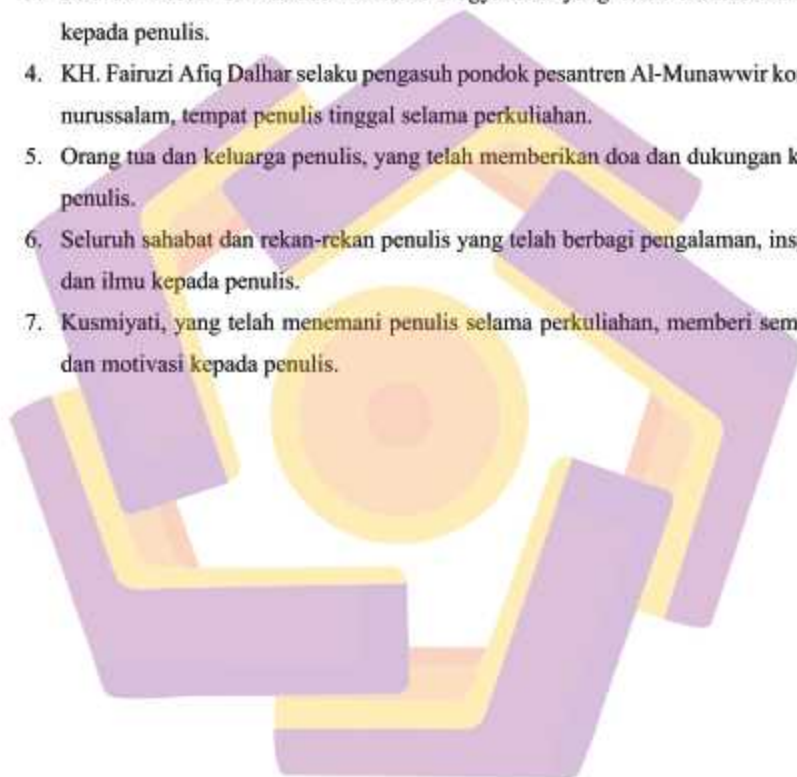 kepada penulis.
4. KH. Fairuzi Afiq Dalhar selaku pengasuh pondok pesantren Al-Munawwir ko
nurussalam, tempat penulis tinggal selama perkuliahan.
5. Orang tua dan keluarga penulis, yang telah memberikan doa dan dukungan k
penulis.
6. Seluruh sahabat dan rekan-rekan penulis yang telah berbagi pengalaman, ins
dan ilmu kepada penulis.
7. Kusmiyati, yang telah menemani penulis selama perkuliahan, memberi sem
dan motivasi kepada penulis.